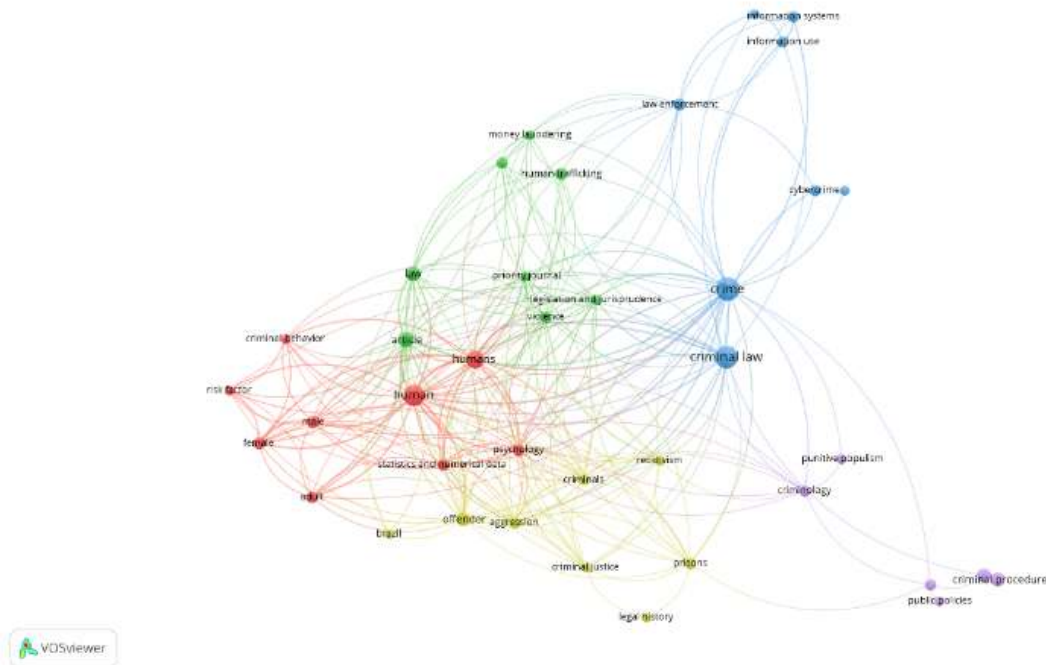 information systems
information use
law enforcement
money laundering
human trafficking
cybercrime
law
priority journal
crime
legislation and jurisprudence
violence
criminal behavior
article
humans
criminal law
risk factor
human
male
female
psychology
recidivism
punitive populism
statistics and numerical data
criminals
criminology
adult
offender
aggression
brazil
criminal justice
prisons
criminal procedure
public policies
legal history
VOSviewer